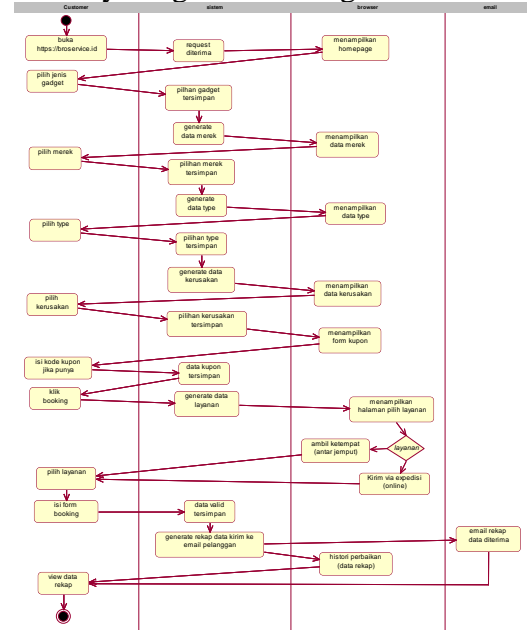 Customer
sistem
browser
email
buka
https://broservice.id
request
diterima
menampilkan
homepage
pilih jenis
gadget
pilhan gadget
tersimpan
generate
data merek
menampilkan
data merek
pilih merek
pilihan merek
tersimpan
generate
data type
menampilkan
data type
pilih type
pilihan type
tersimpan
generate data
kerusakan
menampilkan
data kerusakan
pilih
kerusakan
pilihan kerusakan
tersimpan
menampilkan
form kupon
isi kode kupon
jika punya
data kupon
tersimpan
klik
booking
generate data
layanan
menampilkan
halaman pilih layanan
layanan
ambil ketempat
(antar jemput)
pilih layanan
Kirim via expedisi
(online)
isi form
booking
data valid
tersimpan
generate rekap data kirim ke
email pelanggan
email rekap
data diterima
histori perbaikan
(data rekap)
view data
rekap